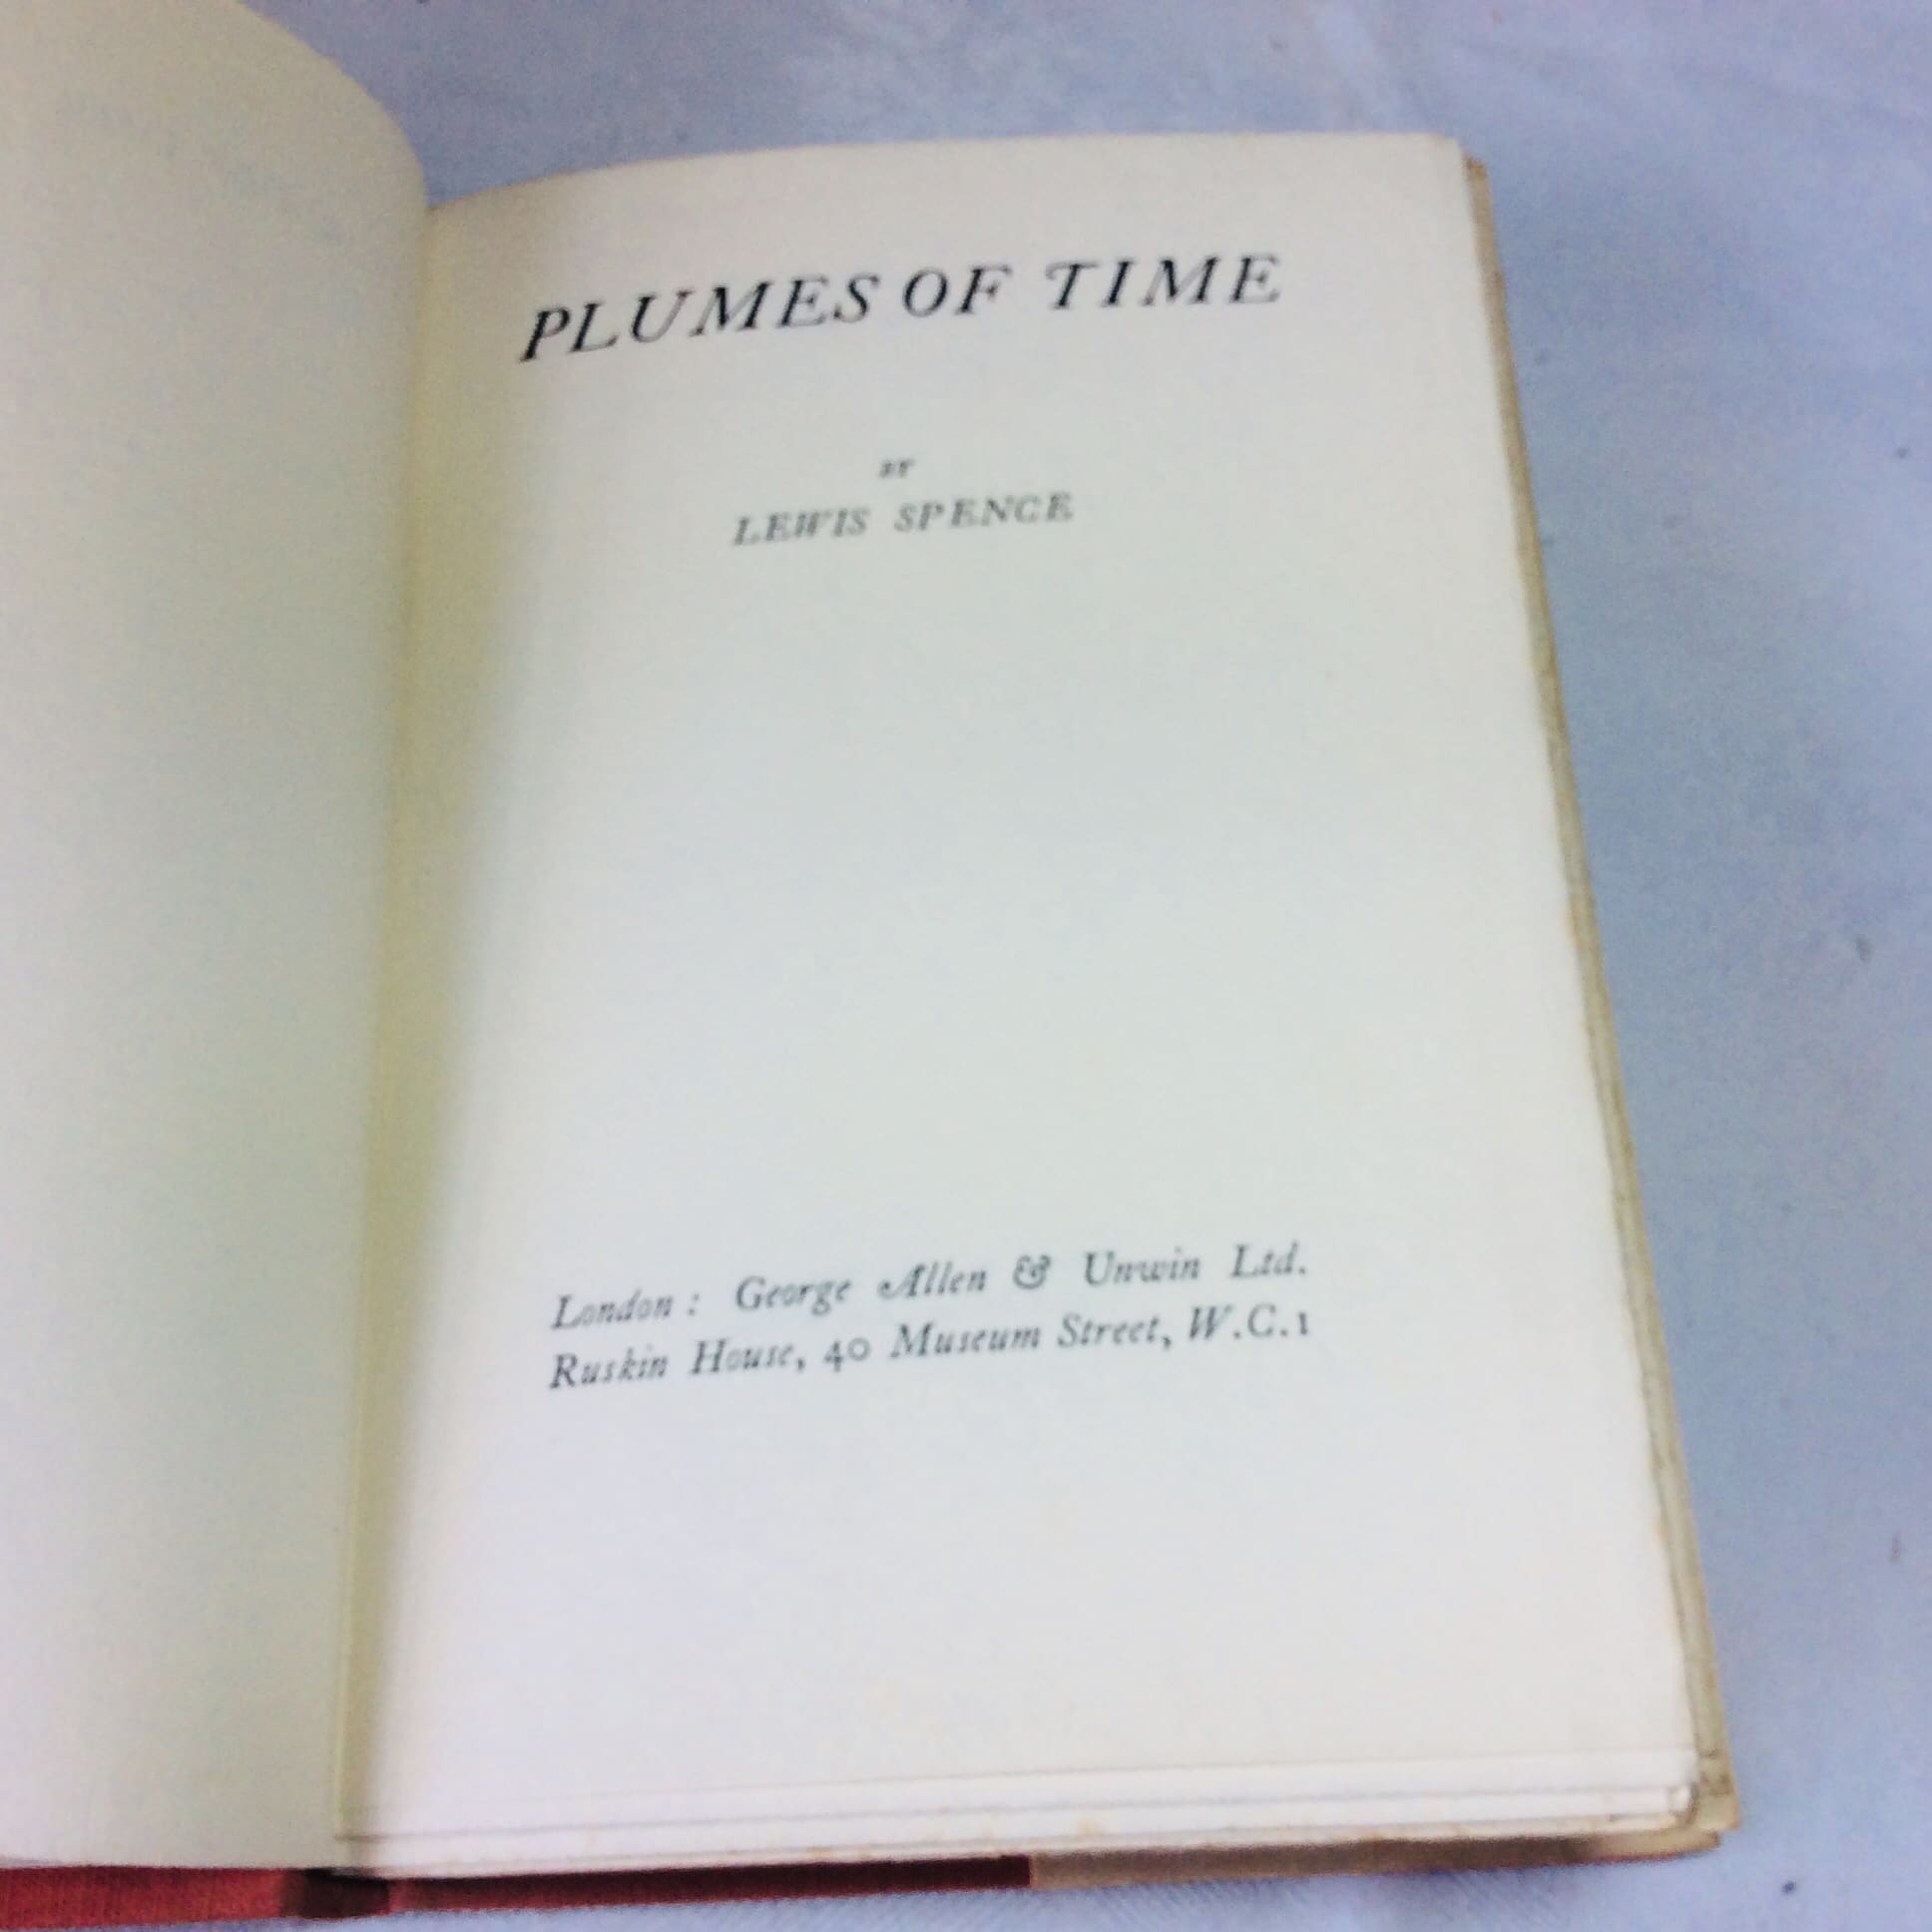 PLUMES OF TIME
BY
LEWIS SPENCE
London: George Allen & Unwin Ltd.
Ruskin House, 40 Museum Street, W.C.1